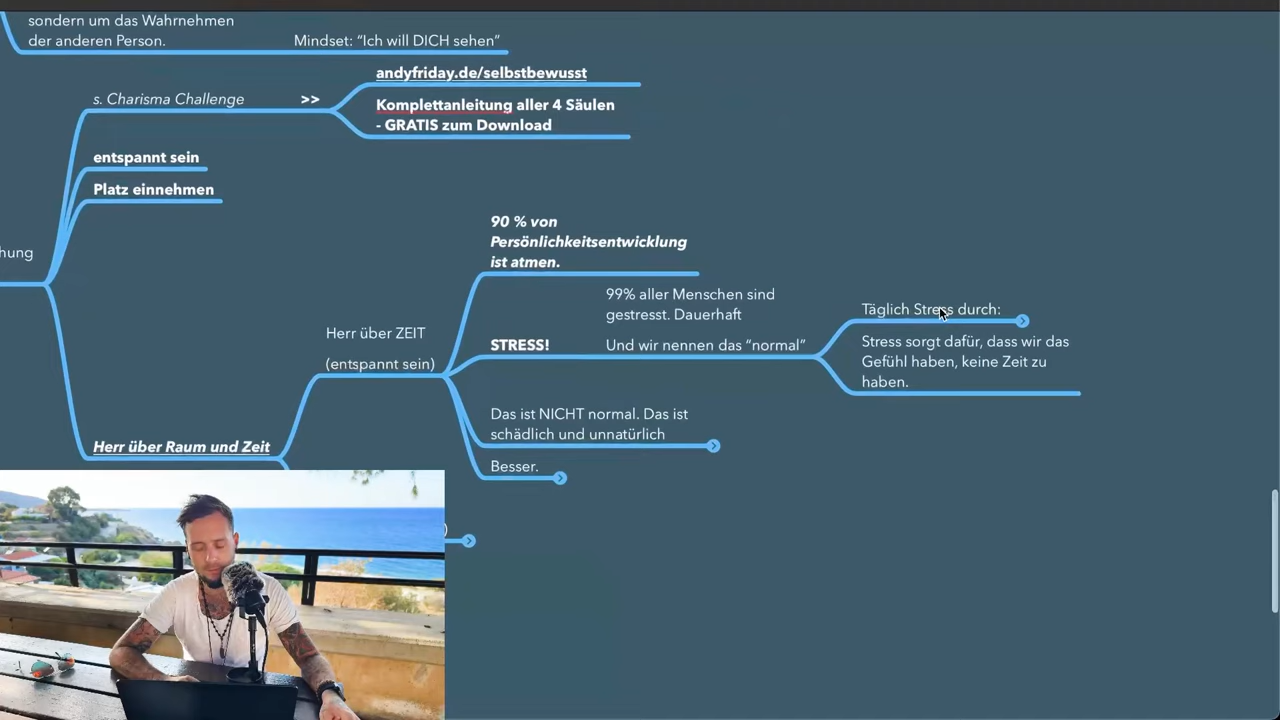 sondern um das Wahrnehmen
der anderen Person.
Mindset: “Ich will DICH sehen”
andyfriday.de/selbstbewusst
s. Charisma Challenge
>>
Komplettanleitung aller 4 Säulen
- GRATIS zum Download
entspannt sein
Platz einnehmen
hung
90 % von
Persönlichkeitsentwicklung
ist atmen.
99% aller Menschen sind
gestresst. Dauerhaft
Täglich Stress durch:
Herr über ZEIT
(entspannt sein)
STRESS!
Und wir nennen das “normal”
Stress sorgt dafür, dass wir das
Gefühl haben, keine Zeit zu
haben.
Das ist NICHT normal. Das ist
schädlich und unnatürlich
Herr über Raum und Zeit
Besser.
)